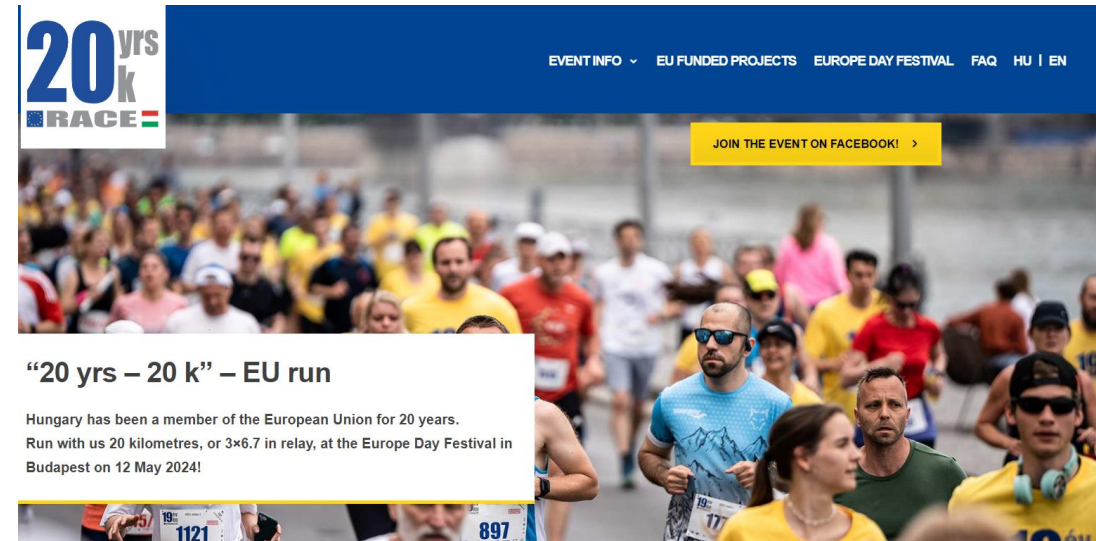 20 yrs
k
RACE
EVENT INFO
EU FUNDED PROJECTS
EUROPE DAY FESTIVAL
FAQ
HU | EN
JOIN THE EVENT ON FACEBOOK!
“20 yrs – 20 k” – EU run
Hungary has been a member of the European Union for 20 years.
Run with us 20 kilometres, or 3×6.7 in relay, at the Europe Day Festival in
Budapest on 12 May 2024!
1121
897